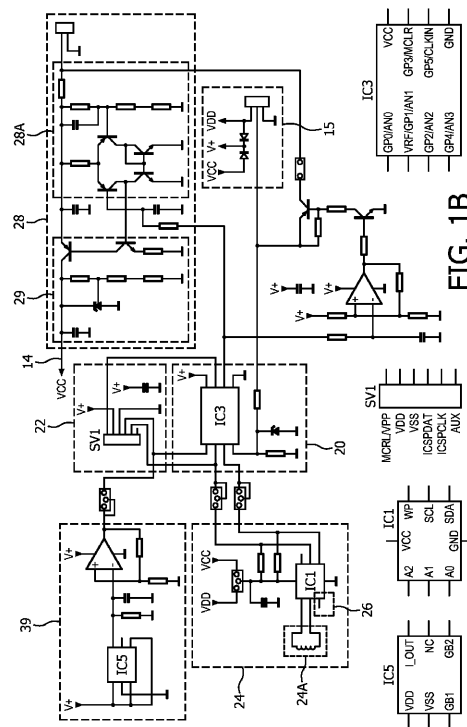 28A
28
29
14
VCC
22
V+
V+
SV1
VCC
V+
VDD
15
V+
IC3
20
V+
V+
39
V+
V+
IC5
VDD
VCC
IC1
26
24
24A
FIG. 1B
IC5
VDD
VSS
GB1
I_OUT
NC
GB2
IC1
A2
A1
A0
VCC
GND
WP
SCL
SDA
SV1
MCRL/VPP
VDD
VSS
ICSPDAT
ICSPCLK
AUX
IC3
GP0/AN0
VRF/GP1/AN1
GP2/AN2
GP4/AN3
VCC
GP3/MCLR
GP5/CLKIN
GND